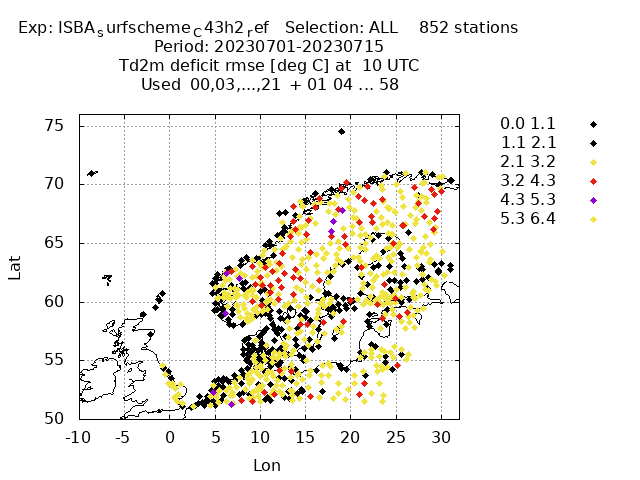 Exp: ISBA_surfscheme_C43h2_ref Selection: ALL 852 stations
Period: 20230701-20230715
Td2m deficit rmse [deg C] at 10 UTC
Used 00,03,...,21 + 01 04 ... 58
0.0 1.1
1.1 2.1
2.1 3.2
3.2 4.3
4.3 5.3
5.3 6.4
75
70
65
60
55
50
Lat
-10 -5 0 5 10 15 20 25 30
Lon